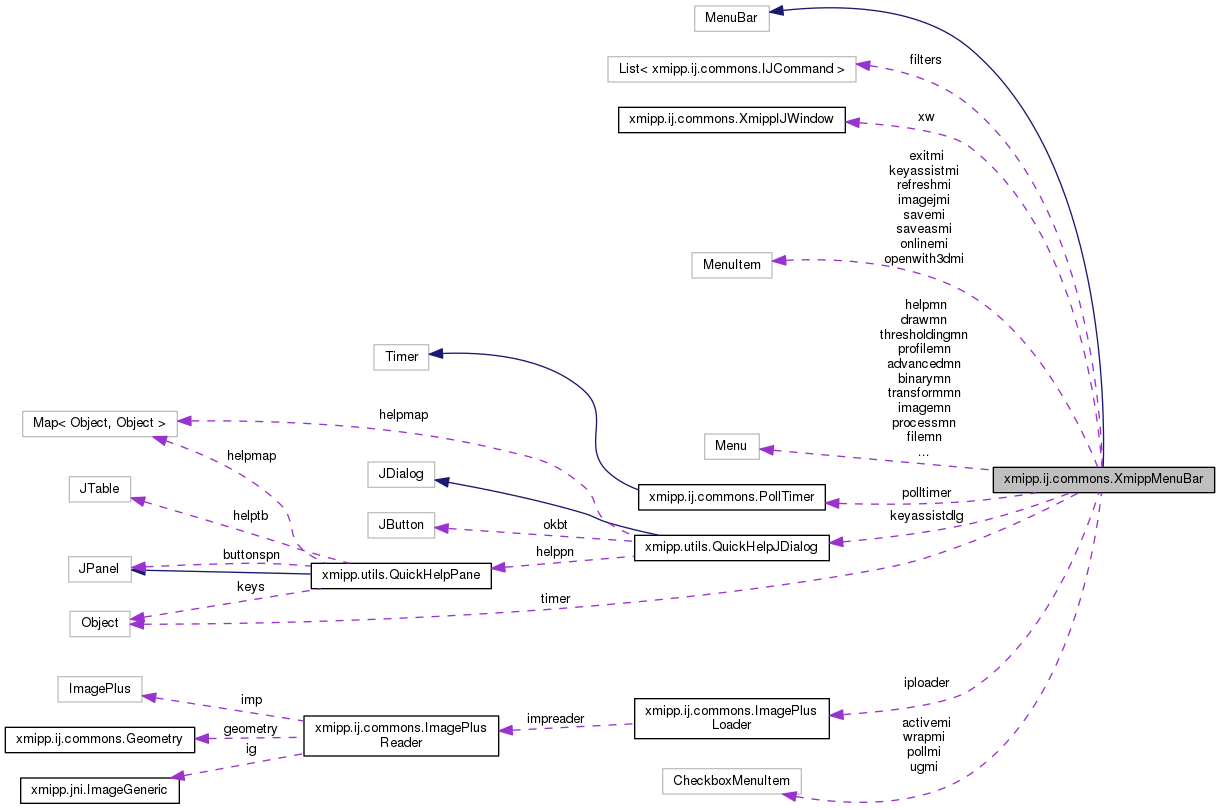 MenuBar
List< xmipp.ij.commons.IJCommand >
filters
xmipp.ij.commons.XmippIJWindow
xw
exitmi
keyassistmi
refreshmi
imagejmi
savemi
saveasmi
onlinemi
openwith3dmi
MenuItem
helpmn
drawmn
thresholdingmn
profilemn
advancedmn
binarymn
transformmn
imagemn
processmn
filemn
...
Timer
Map< Object, Object >
helpmap
helpmap
Menu
JDialog
xmipp.ij.commons.XmippMenuBar
JTable
helptb
xmipp.ij.commons.PollTimer
polltimer
JButton
okbt
keyassistdlg
xmipp.utils.QuickHelpJDialog
buttonspn
helppn
JPanel
xmipp.utils.QuickHelpPane
keys
Object
timer
ImagePlus
imp
iploader
xmipp.ij.commons.ImagePlus
Loader
impreader
xmipp.ij.commons.ImagePlus
Reader
geometry
xmipp.ij.commons.Geometry
ig
activemi
wrapmi
pollmi
ugmi
CheckboxMenuItem
xmipp.jni.ImageGeneric